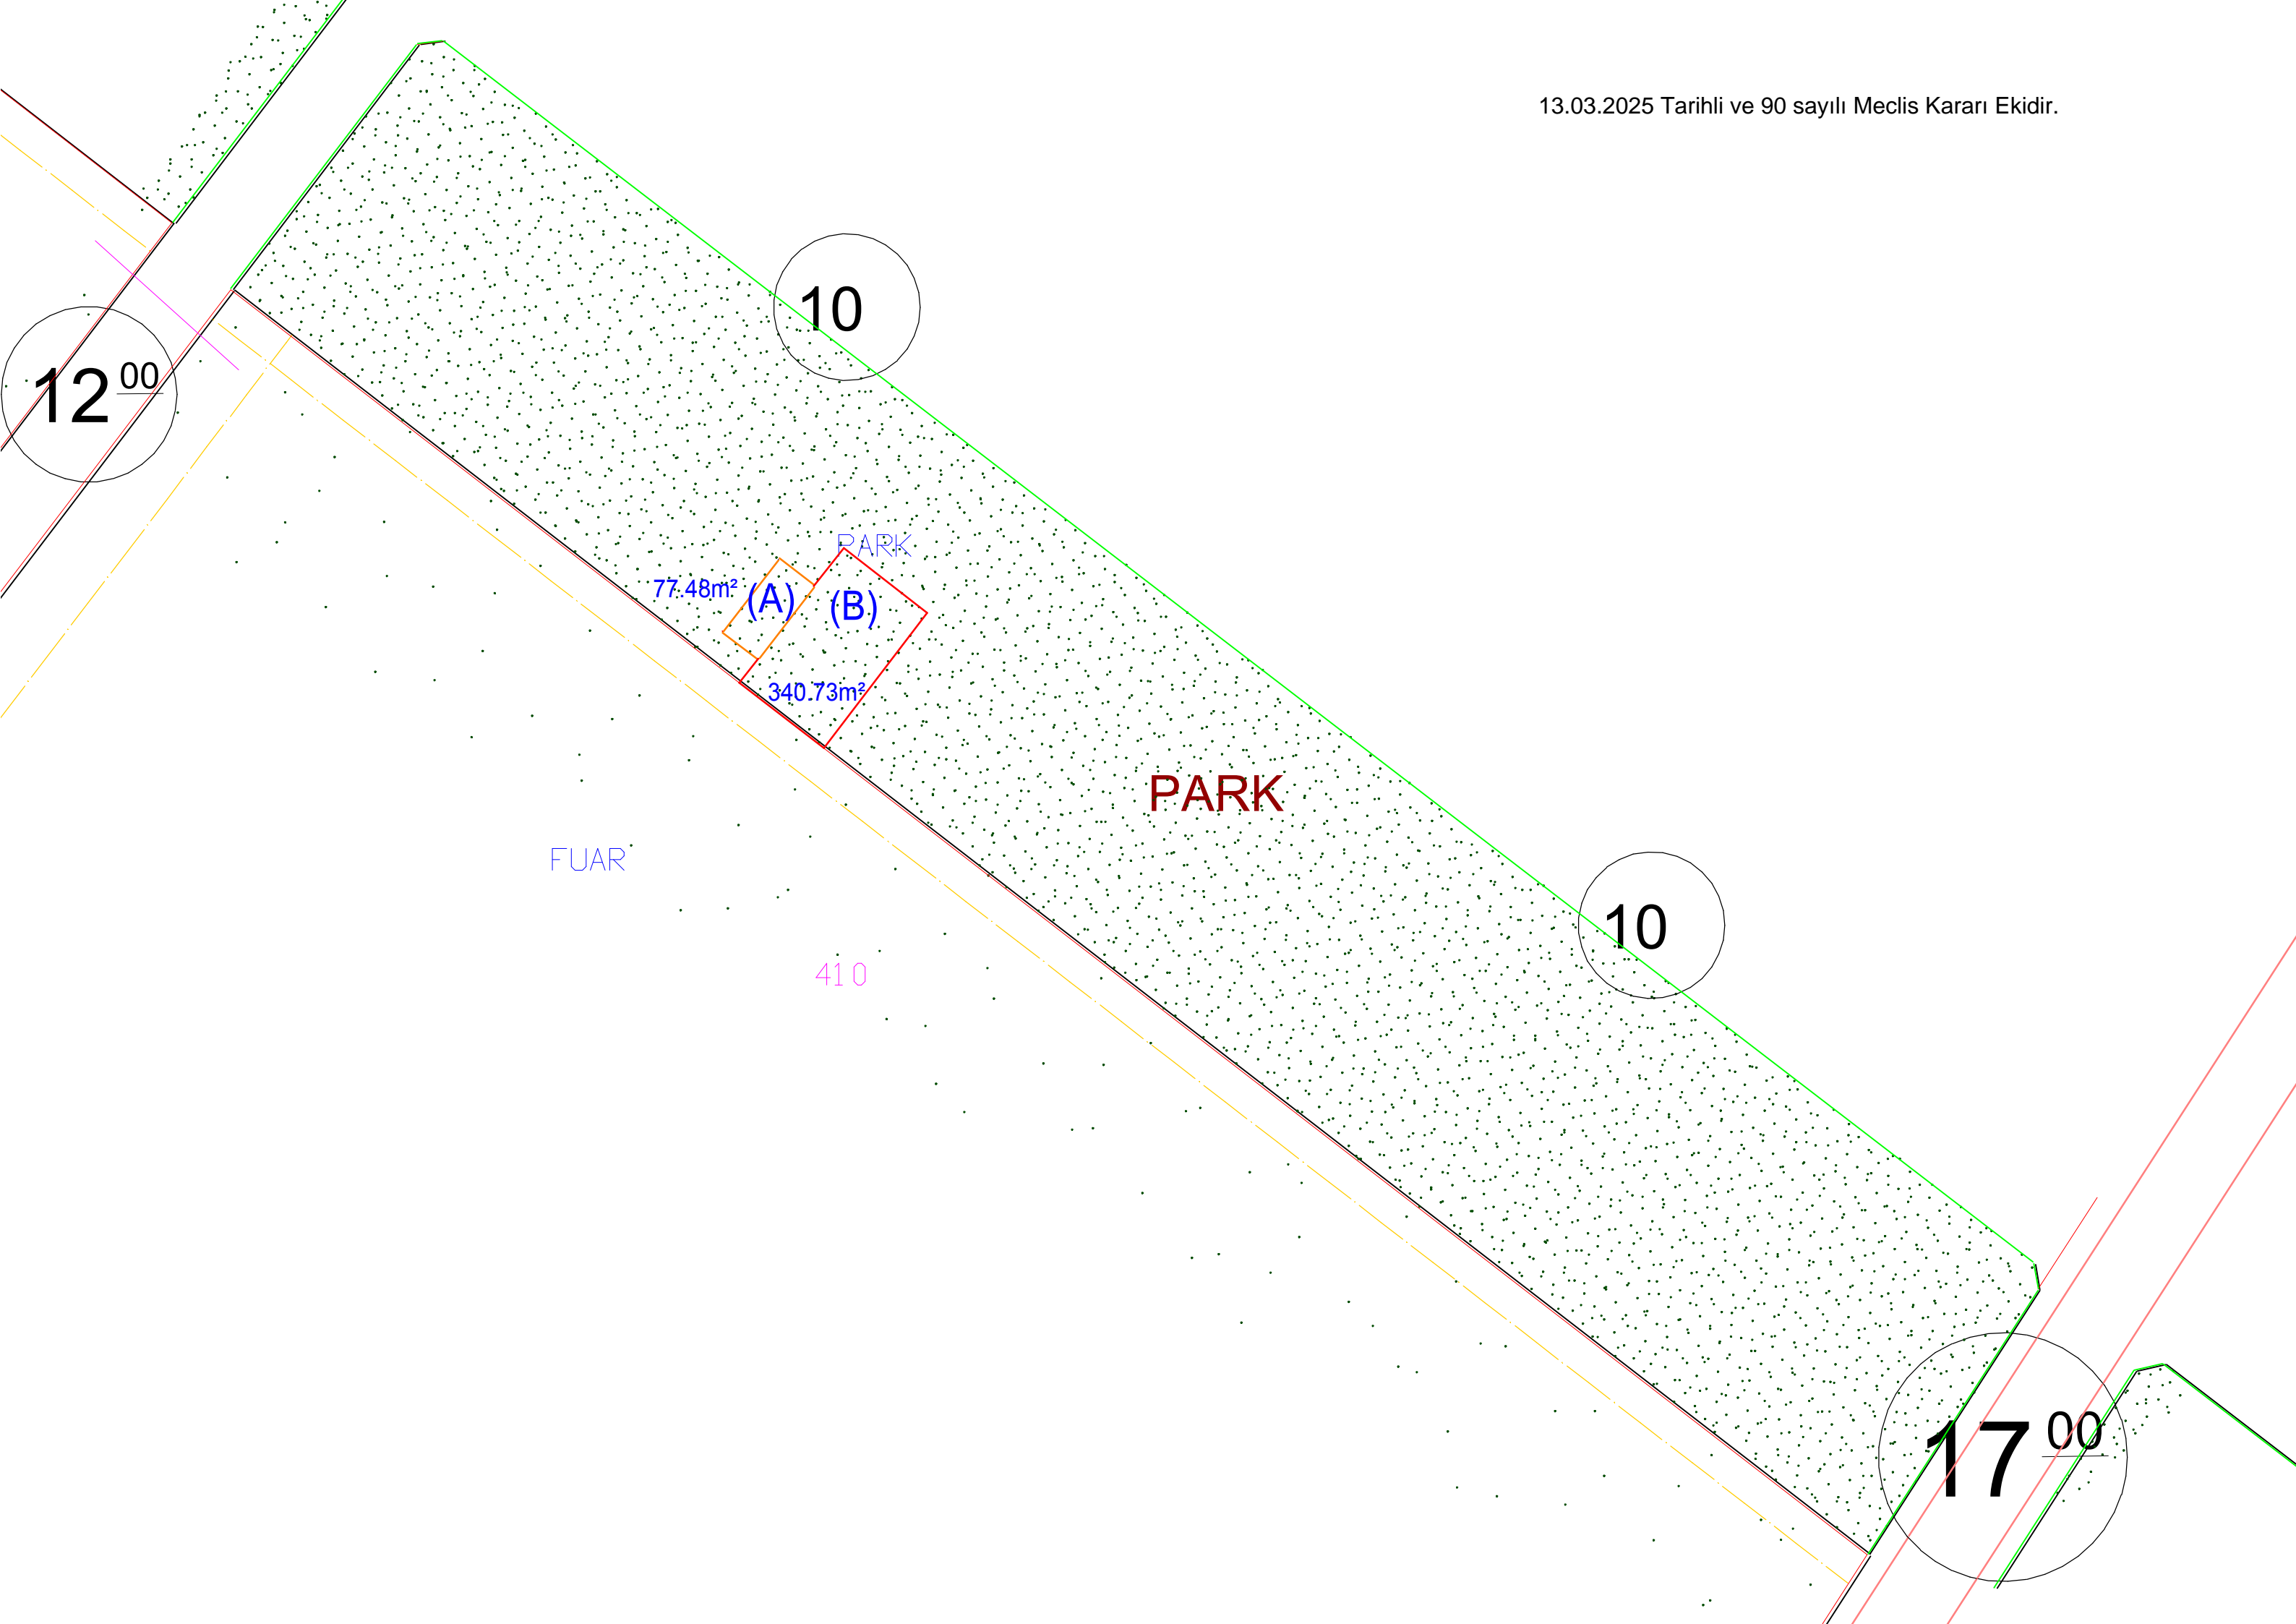 13.03.2025 Tarihli ve 90 sayılı Meclis Kararı Ekidir.
10
12 00
PARK
77.48m² (A) (B)
340.73m²
PARK
FUAR
10
410
17 00